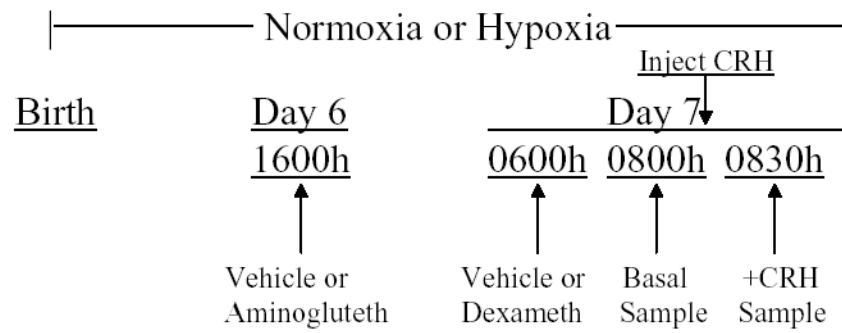 Normoxia or Hypoxia
Inject CRH
Birth Day 6 Day 7
1600h 0600h 0800h 0830h
Vehicle or Vehicle or Basal +CRH
Aminogluteth Dexameth Sample Sample